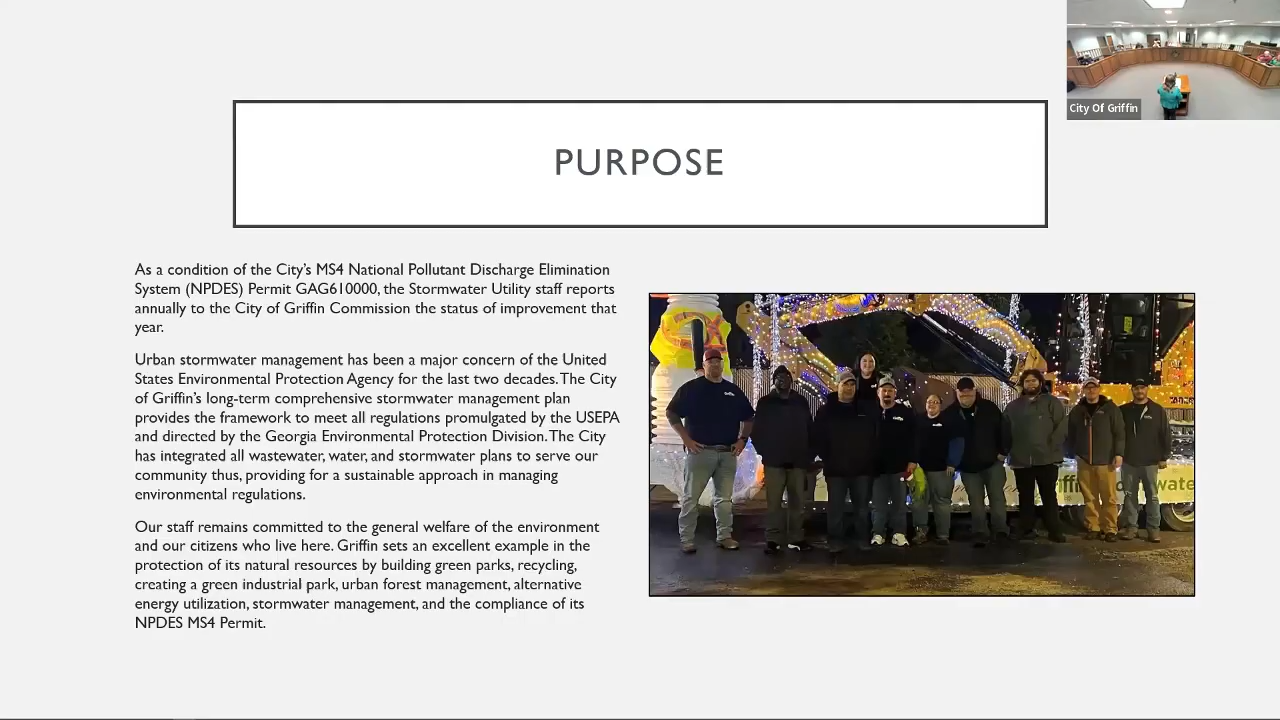 City Of Griffin
PURPOSE
As a condition of the City's MS4 National Pollutant Discharge Elimination
System (NPDES) Permit GAG610000, the Stormwater Utility staff reports
annually to the City of Griffin Commission the status of improvement that
year.
Urban stormwater management has been a major concern of the United
States Environmental Protection Agency for the last two decades. The City
of Griffin's long-term comprehensive stormwater management plan
provides the framework to meet all regulations promulgated by the USEPA
and directed by the Georgia Environmental Protection Division. The City
has integrated all wastewater, water, and stormwater plans to serve our
community thus, providing for a sustainable approach in managing
environmental regulations.
Our staff remains committed to the general welfare of the environment
and our citizens who live here. Griffin sets an excellent example in the
protection of its natural resources by building green parks, recycling,
creating a green industrial park, urban forest management, alternative
energy utilization, stormwater management, and the compliance of its
NPDES MS4 Permit.